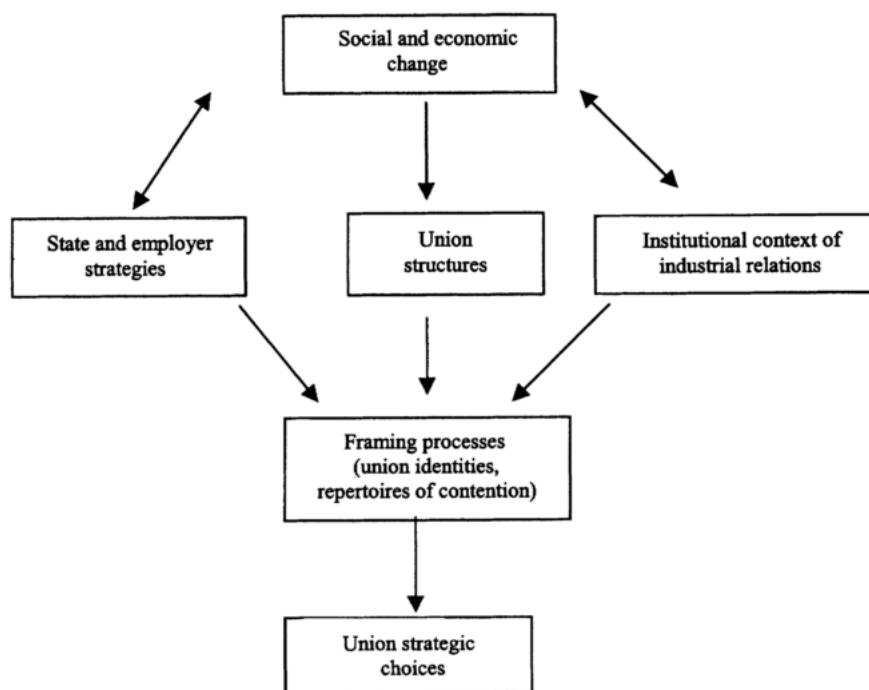 Social and economic
change
State and employer
strategies
Union
structures
Institutional context of
industrial relations
Framing processes
(union identities,
repertoires of contention)
Union strategic
choices